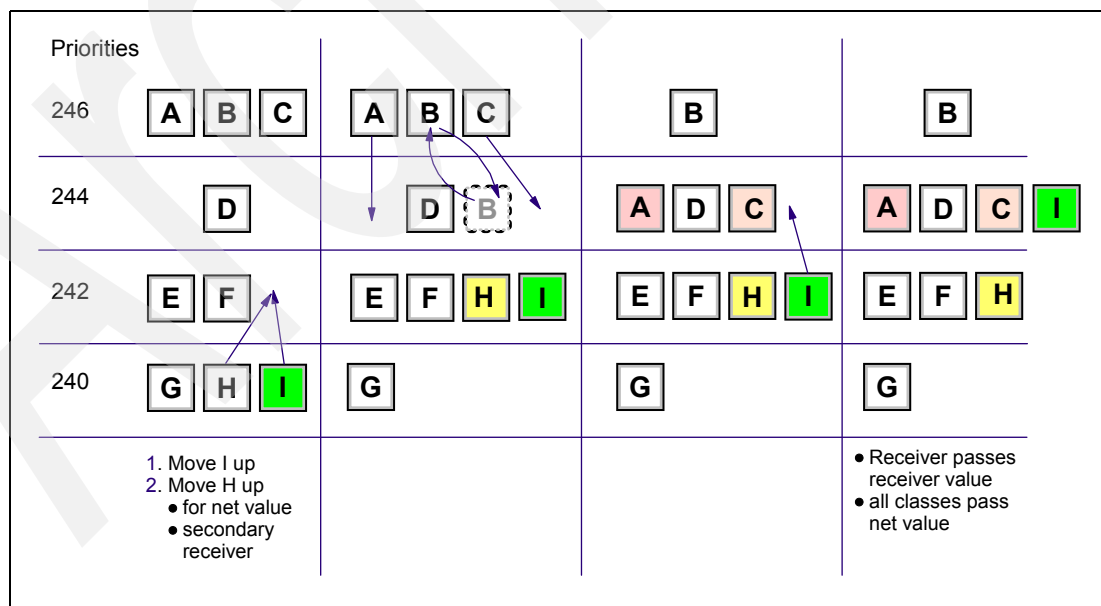 Priorities
246 A B C A B C B B
244 D D B A D C A D C I
242 E F E F H I E F H I E F H
240 G H I G G G
1. Move I up
2. Move H up
● for net value
● secondary
receiver
● Receiver passes
receiver value
● all classes pass
net value